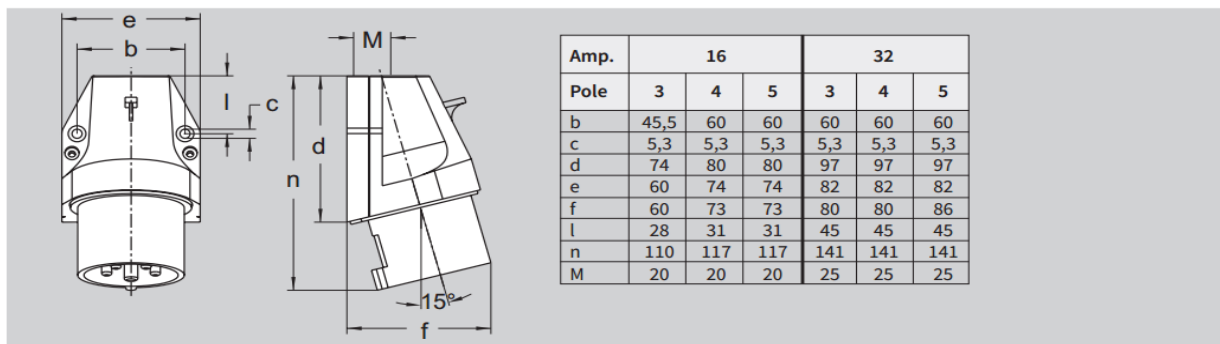 e
b
l
c
M
d
n
15°
f
Amp. 16 32
Pole 3 4 5 3 4 5
b 45,5 60 60 60 60 60
c 5,3 5,3 5,3 5,3 5,3 5,3
d 74 80 80 97 97 97
e 60 74 74 82 82 82
f 60 73 73 80 80 86
l 28 31 31 45 45 45
n 110 117 117 141 141 141
M 20 20 20 25 25 25